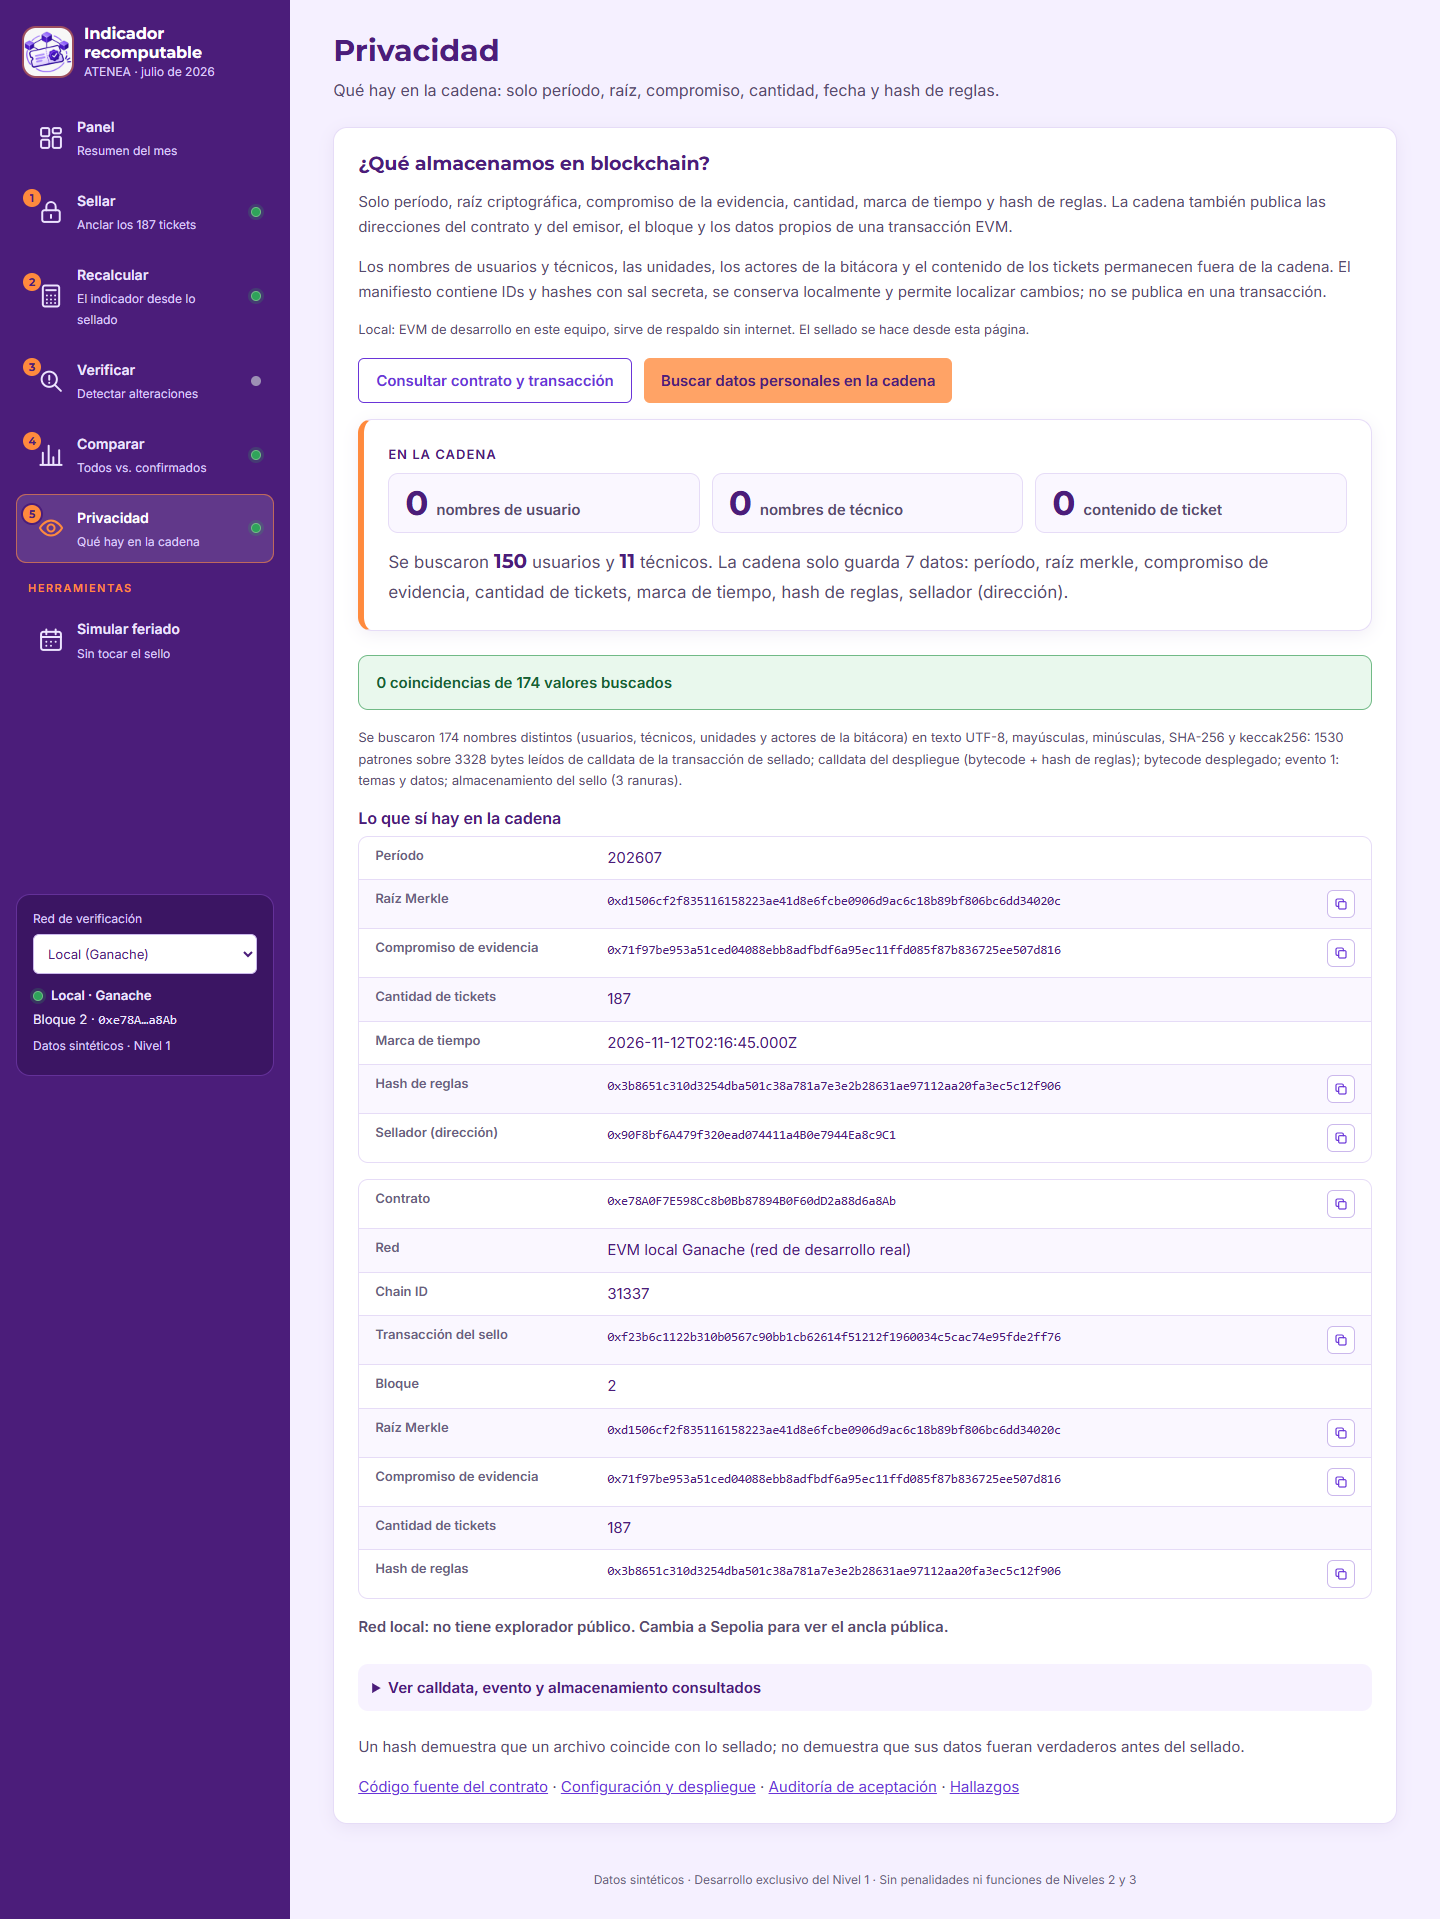 Indicador
recomputable
ATENEA · julio de 2026
Panel
Resumen del mes
1
Sellar
Anclar los 187 tickets
2
Recalcular
El indicador desde lo
sellado
3
Verificar
Detectar alteraciones
4
Comparar
Todos vs. confirmados
5
Privacidad
Qué hay en la cadena
HERRAMIENTAS
Simular feriado
Sin tocar el sello
Red de verificación
Local (Ganache)
Local · Ganache
Bloque 2 · 0xe78A…a8Ab
Datos sintéticos · Nivel 1
Privacidad
Qué hay en la cadena: solo período, raíz, compromiso, cantidad, fecha y hash de reglas.
¿Qué almacenamos en blockchain?
Solo período, raíz criptográfica, compromiso de la evidencia, cantidad, marca de tiempo y hash de reglas. La cadena también publica las
direcciones del contrato y del emisor, el bloque y los datos propios de una transacción EVM.
Los nombres de usuarios y técnicos, las unidades, los actores de la bitácora y el contenido de los tickets permanecen fuera de la cadena. El
manifiesto contiene IDs y hashes con sal secreta, se conserva localmente y permite localizar cambios; no se publica en una transacción.
Local: EVM de desarrollo en este equipo, sirve de respaldo sin internet. El sellado se hace desde esta página.
Consultar contrato y transacción
Buscar datos personales en la cadena
EN LA CADENA
0 nombres de usuario
0 nombres de técnico
0 contenido de ticket
Se buscaron 150 usuarios y 11 técnicos. La cadena solo guarda 7 datos: período, raíz merkle, compromiso de
evidencia, cantidad de tickets, marca de tiempo, hash de reglas, sellador (dirección).
0 coincidencias de 174 valores buscados
Se buscaron 174 nombres distintos (usuarios, técnicos, unidades y actores de la bitácora) en texto UTF-8, mayúsculas, minúsculas, SHA-256 y keccak256: 1530
patrones sobre 3328 bytes leídos de calldata de la transacción de sellado; calldata del despliegue (bytecode + hash de reglas); bytecode desplegado; evento 1:
temas y datos; almacenamiento del sello (3 ranuras).
Lo que sí hay en la cadena
Período 202607
Raíz Merkle 0xd1506cf2f835116158223ae41d8e6fcbe0906d9ac6c18b89bf806bc6dd34020c
Compromiso de evidencia 0x71f97be953a51ced04088ebb8adfbdf6a95ec11ffd085f87b836725ee507d816
Cantidad de tickets 187
Marca de tiempo 2026-11-12T02:16:45.000Z
Hash de reglas 0x3b8651c310d3254dba501c38a781a7e3e2b28631ae97112aa20fa3ec5c12f906
Sellador (dirección) 0x90F8bf6A479f320ead074411a4B0e7944Ea8c9C1
Contrato 0xe78A0F7E598Cc8b0Bb87894B0F60dD2a88d6a8Ab
Red EVM local Ganache (red de desarrollo real)
Chain ID 31337
Transacción del sello 0xf23b6c1122b310b0567c90bb1cb62614f51212f1960034c5cac74e95fde2ff76
Bloque 2
Raíz Merkle 0xd1506cf2f835116158223ae41d8e6fcbe0906d9ac6c18b89bf806bc6dd34020c
Compromiso de evidencia 0x71f97be953a51ced04088ebb8adfbdf6a95ec11ffd085f87b836725ee507d816
Cantidad de tickets 187
Hash de reglas 0x3b8651c310d3254dba501c38a781a7e3e2b28631ae97112aa20fa3ec5c12f906
Red local: no tiene explorador público. Cambia a Sepolia para ver el ancla pública.
Ver calldata, evento y almacenamiento consultados
Un hash demuestra que un archivo coincide con lo sellado; no demuestra que sus datos fueran verdaderos antes del sellado.
Código fuente del contrato · Configuración y despliegue · Auditoría de aceptación · Hallazgos
Datos sintéticos · Desarrollo exclusivo del Nivel 1 · Sin penalidades ni funciones de Niveles 2 y 3